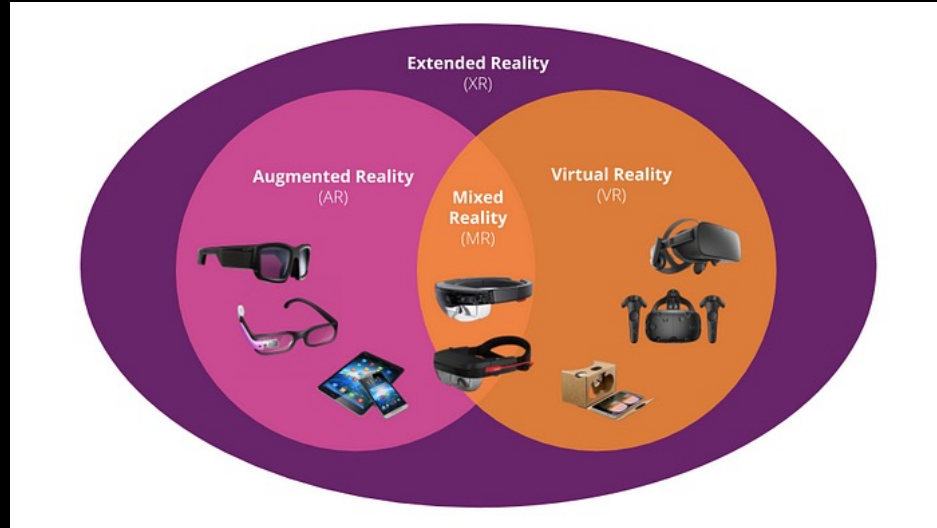 Extended Reality
(XR)
Augmented Reality
(AR)
Mixed
Reality
(MR)
Virtual Reality
(VR)